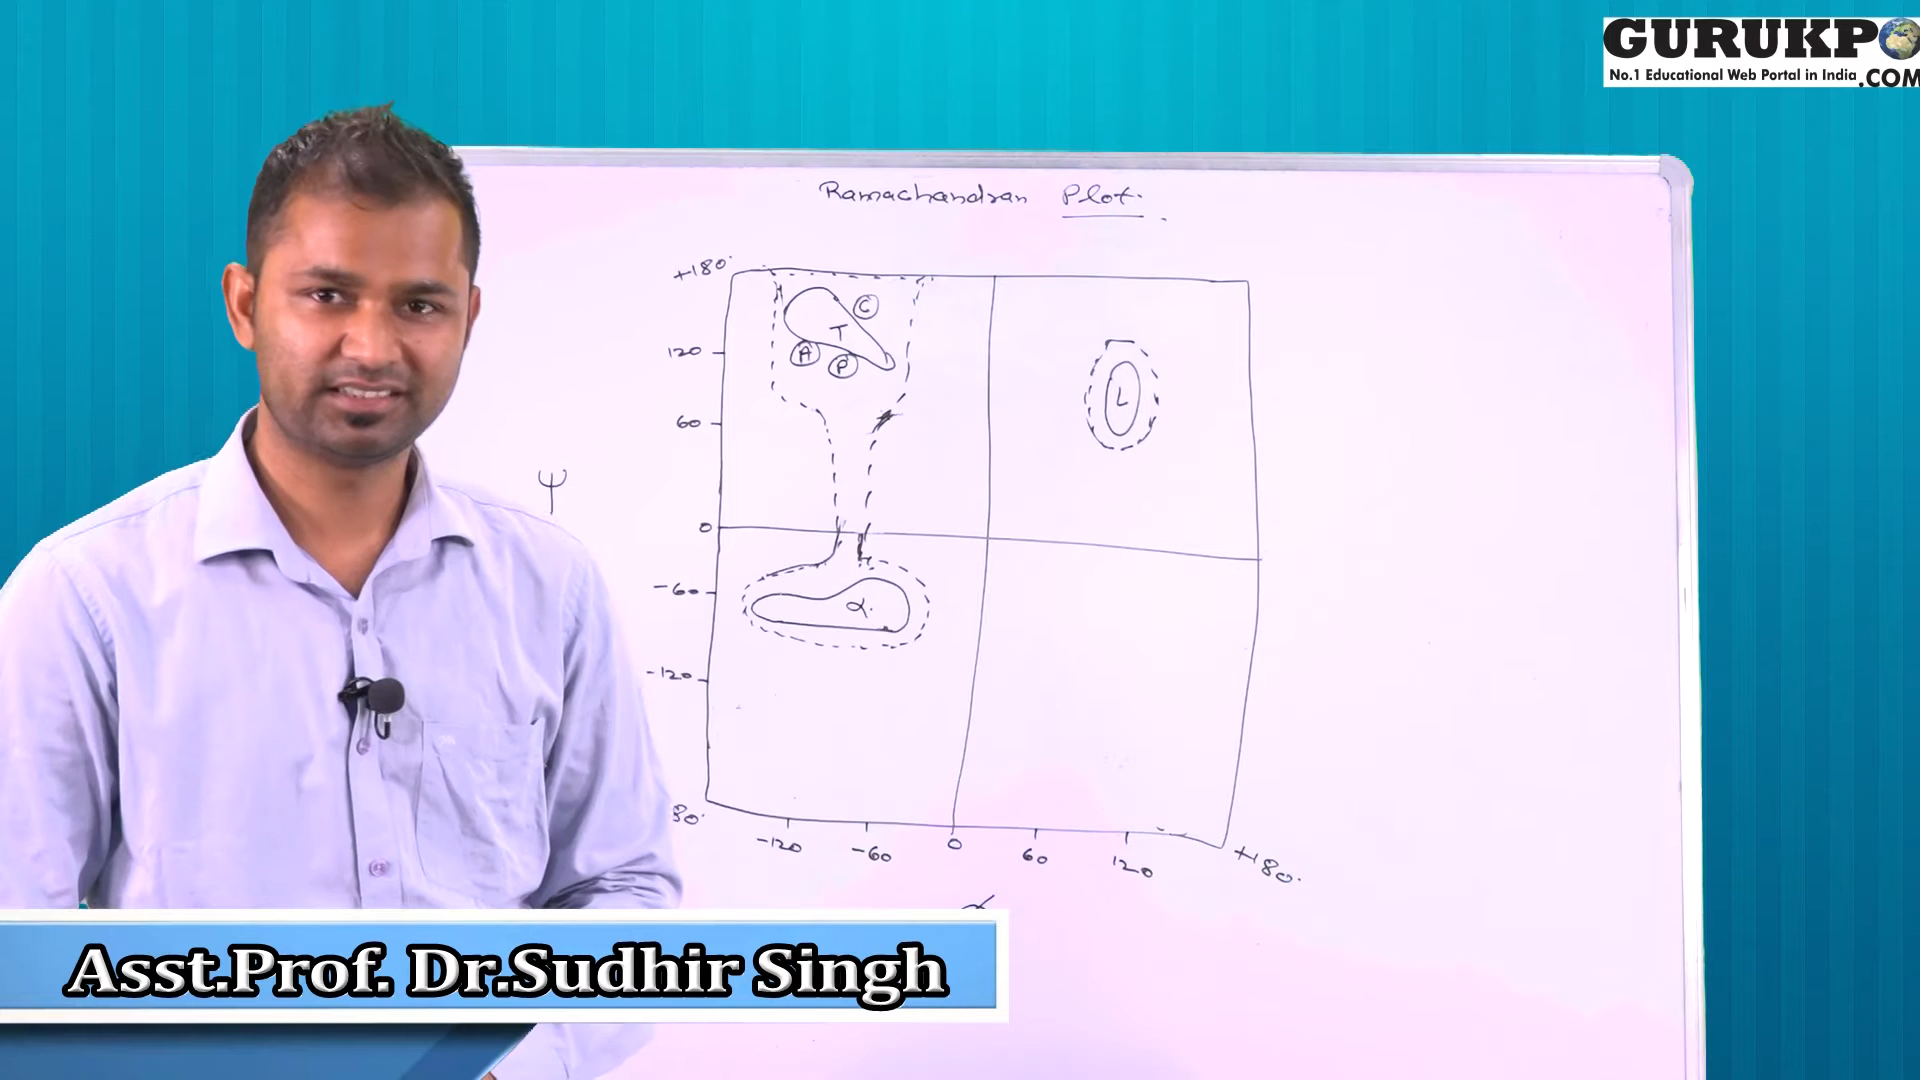 GURUKPO
No.1 Educational Web Portal in India .COM
Ramachandran Plot.
+180.
C
T
120
A P
L
60
ψ
0
-60
α.
-120
80.
-120 -60 0 60 120 +180.
Asst.Prof. Dr.Sudhir Singh